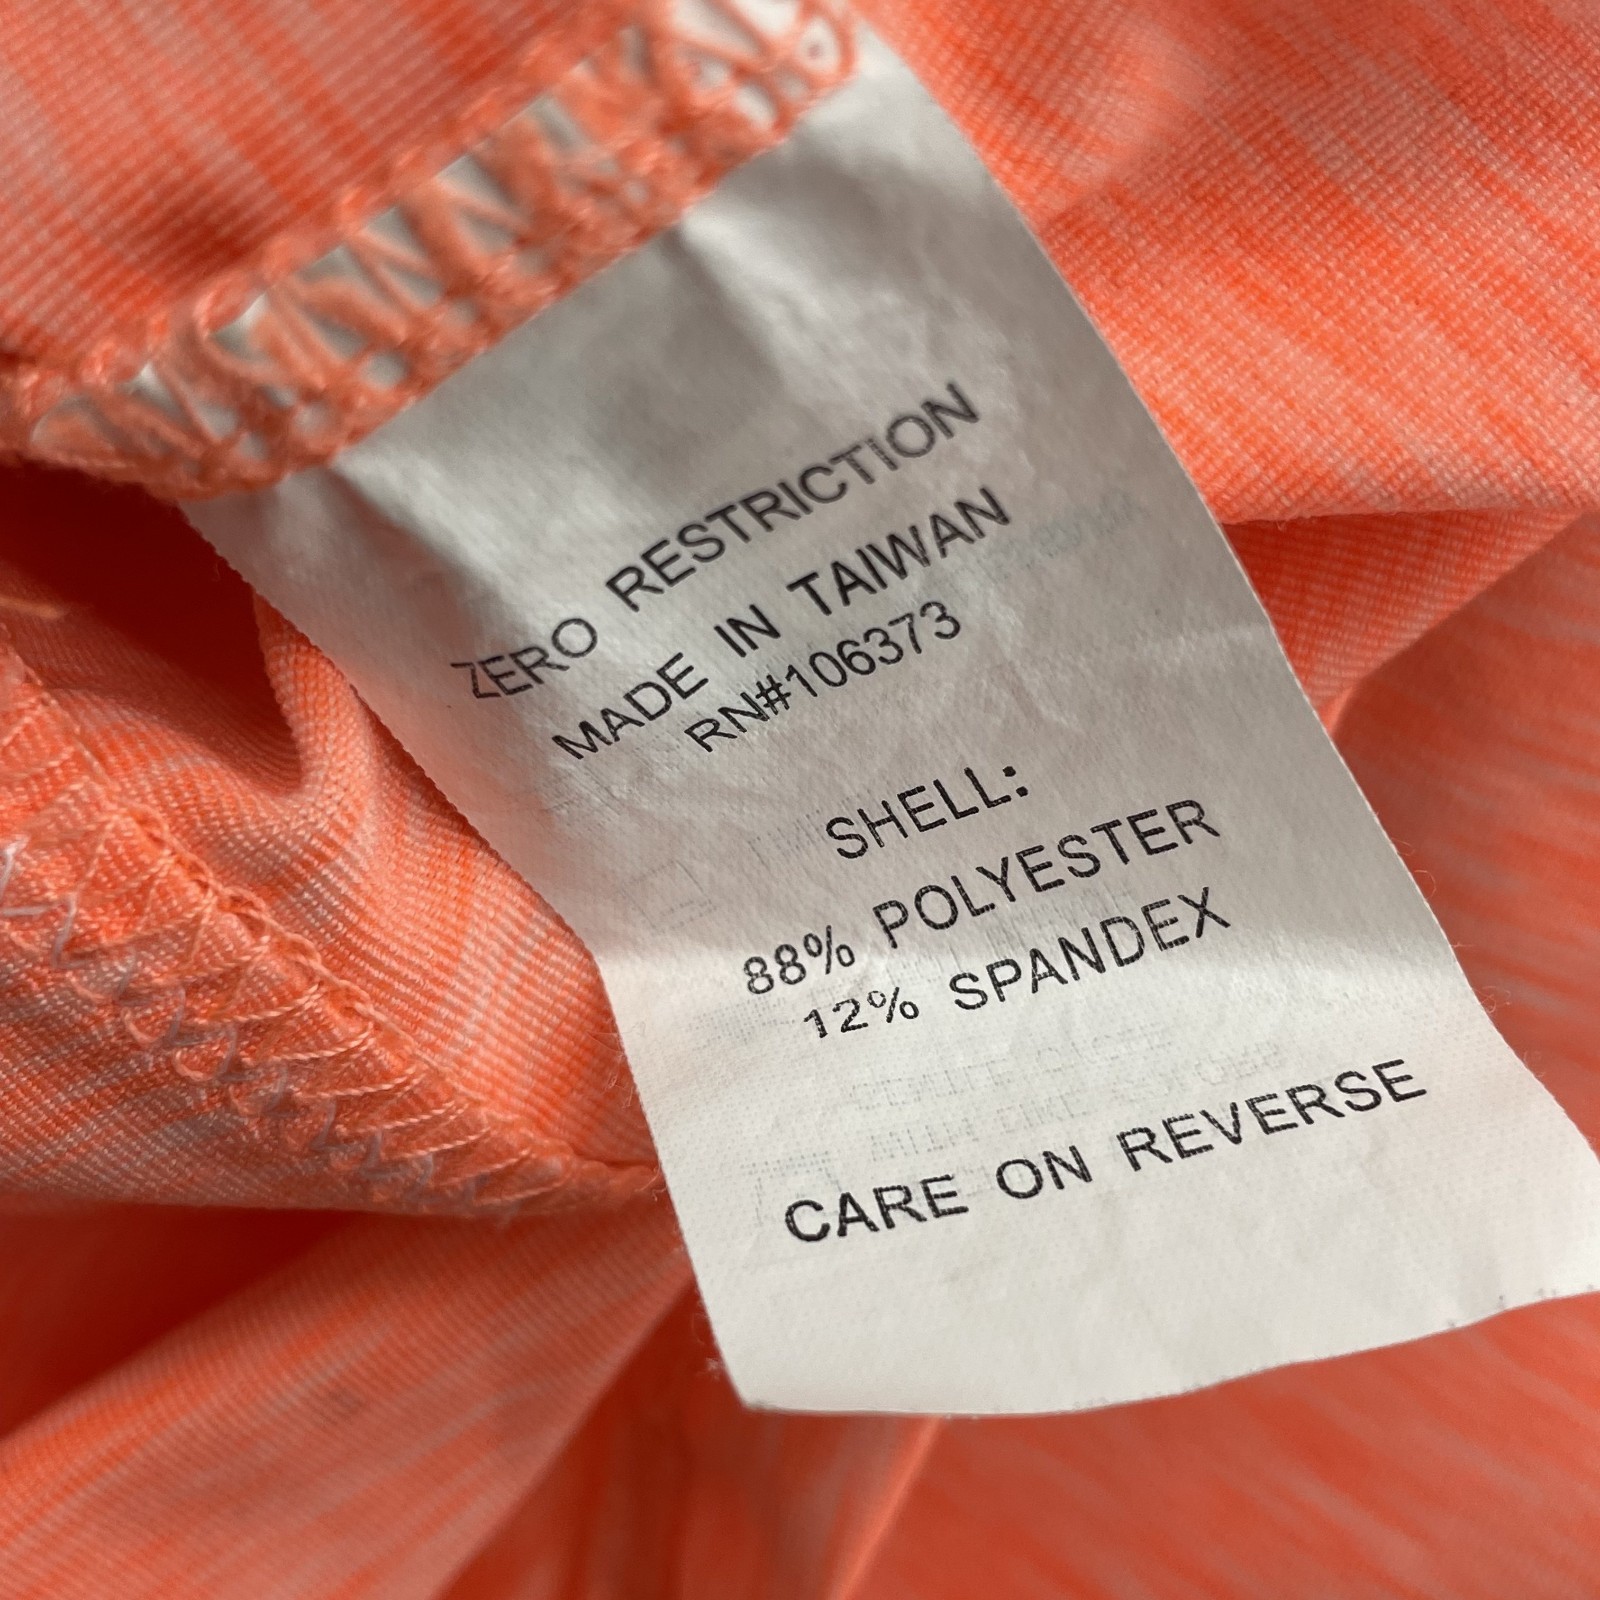 ZERO RESTRICTION
MADE IN TAIWAN
RN#106373
SHELL:
88% POLYESTER
12% SPANDEX
CARE ON REVERSE